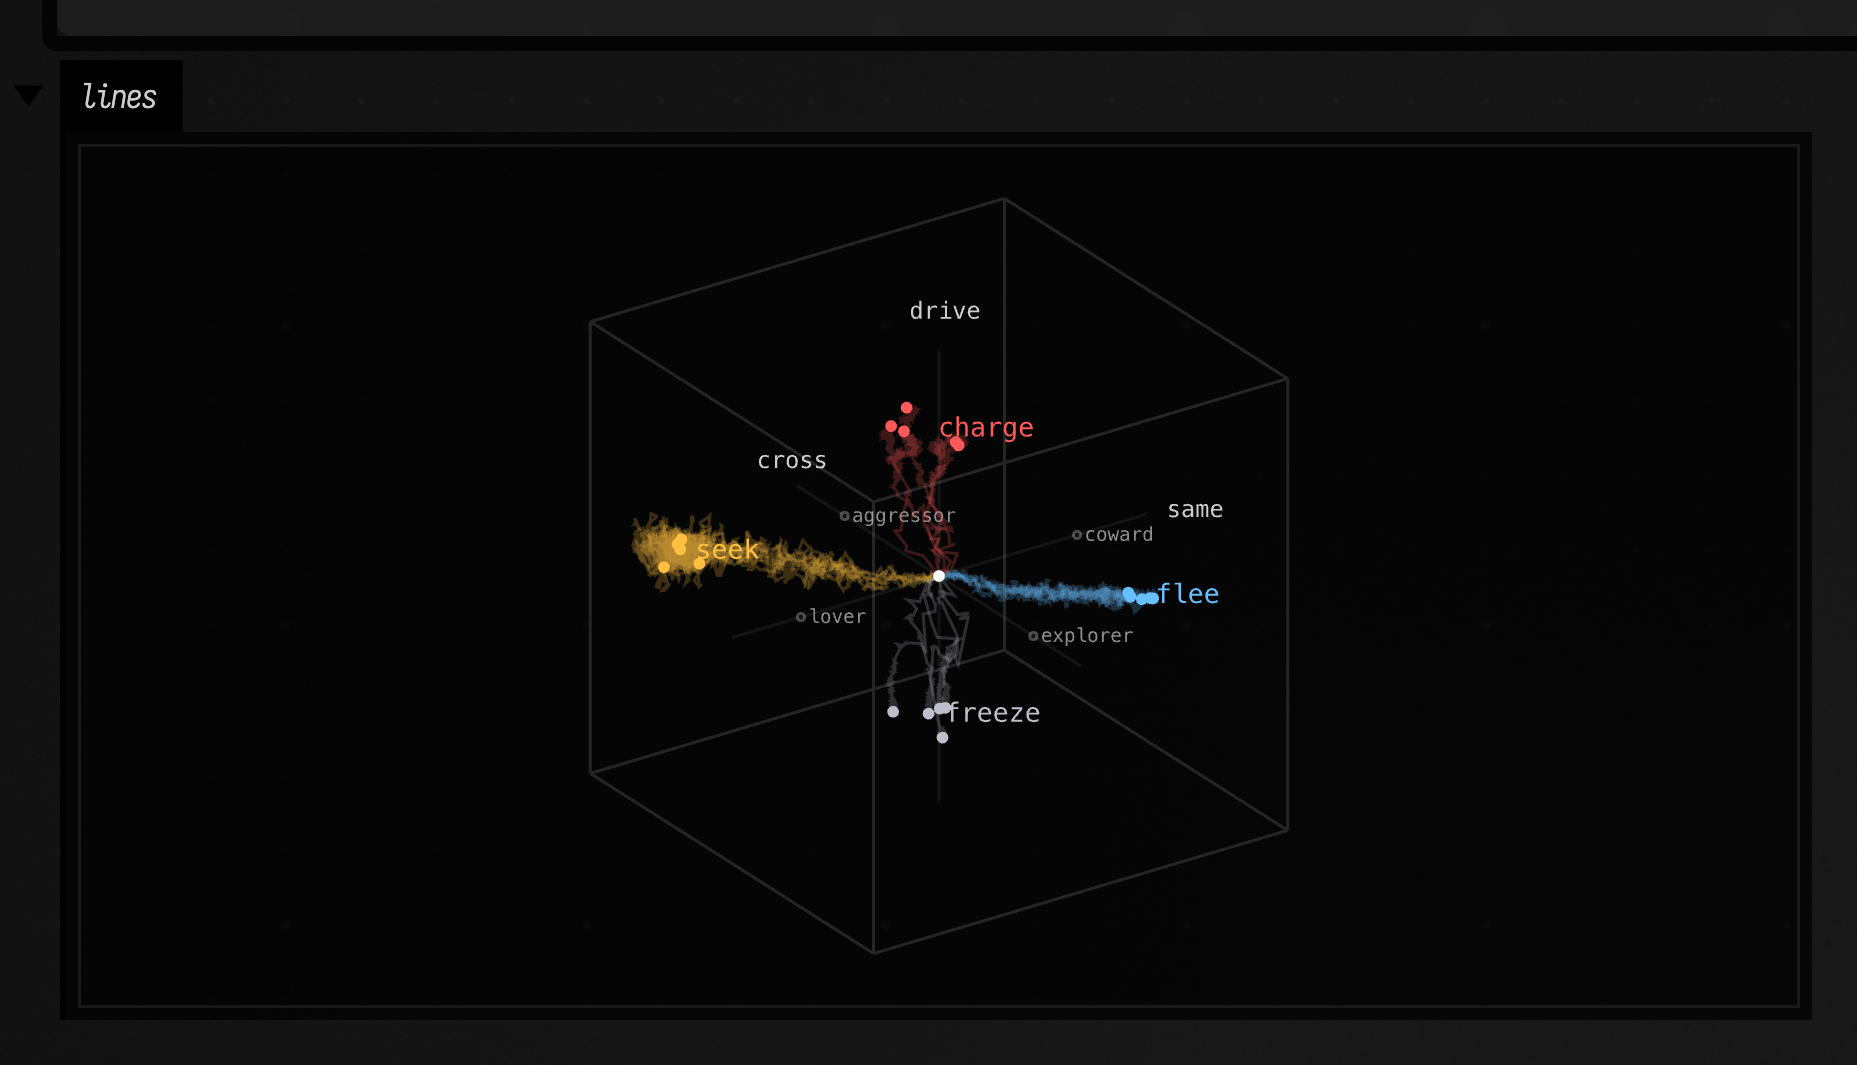 lines
drive
charge
cross
same
aggressor
coward
seek
flee
lover
explorer
freeze